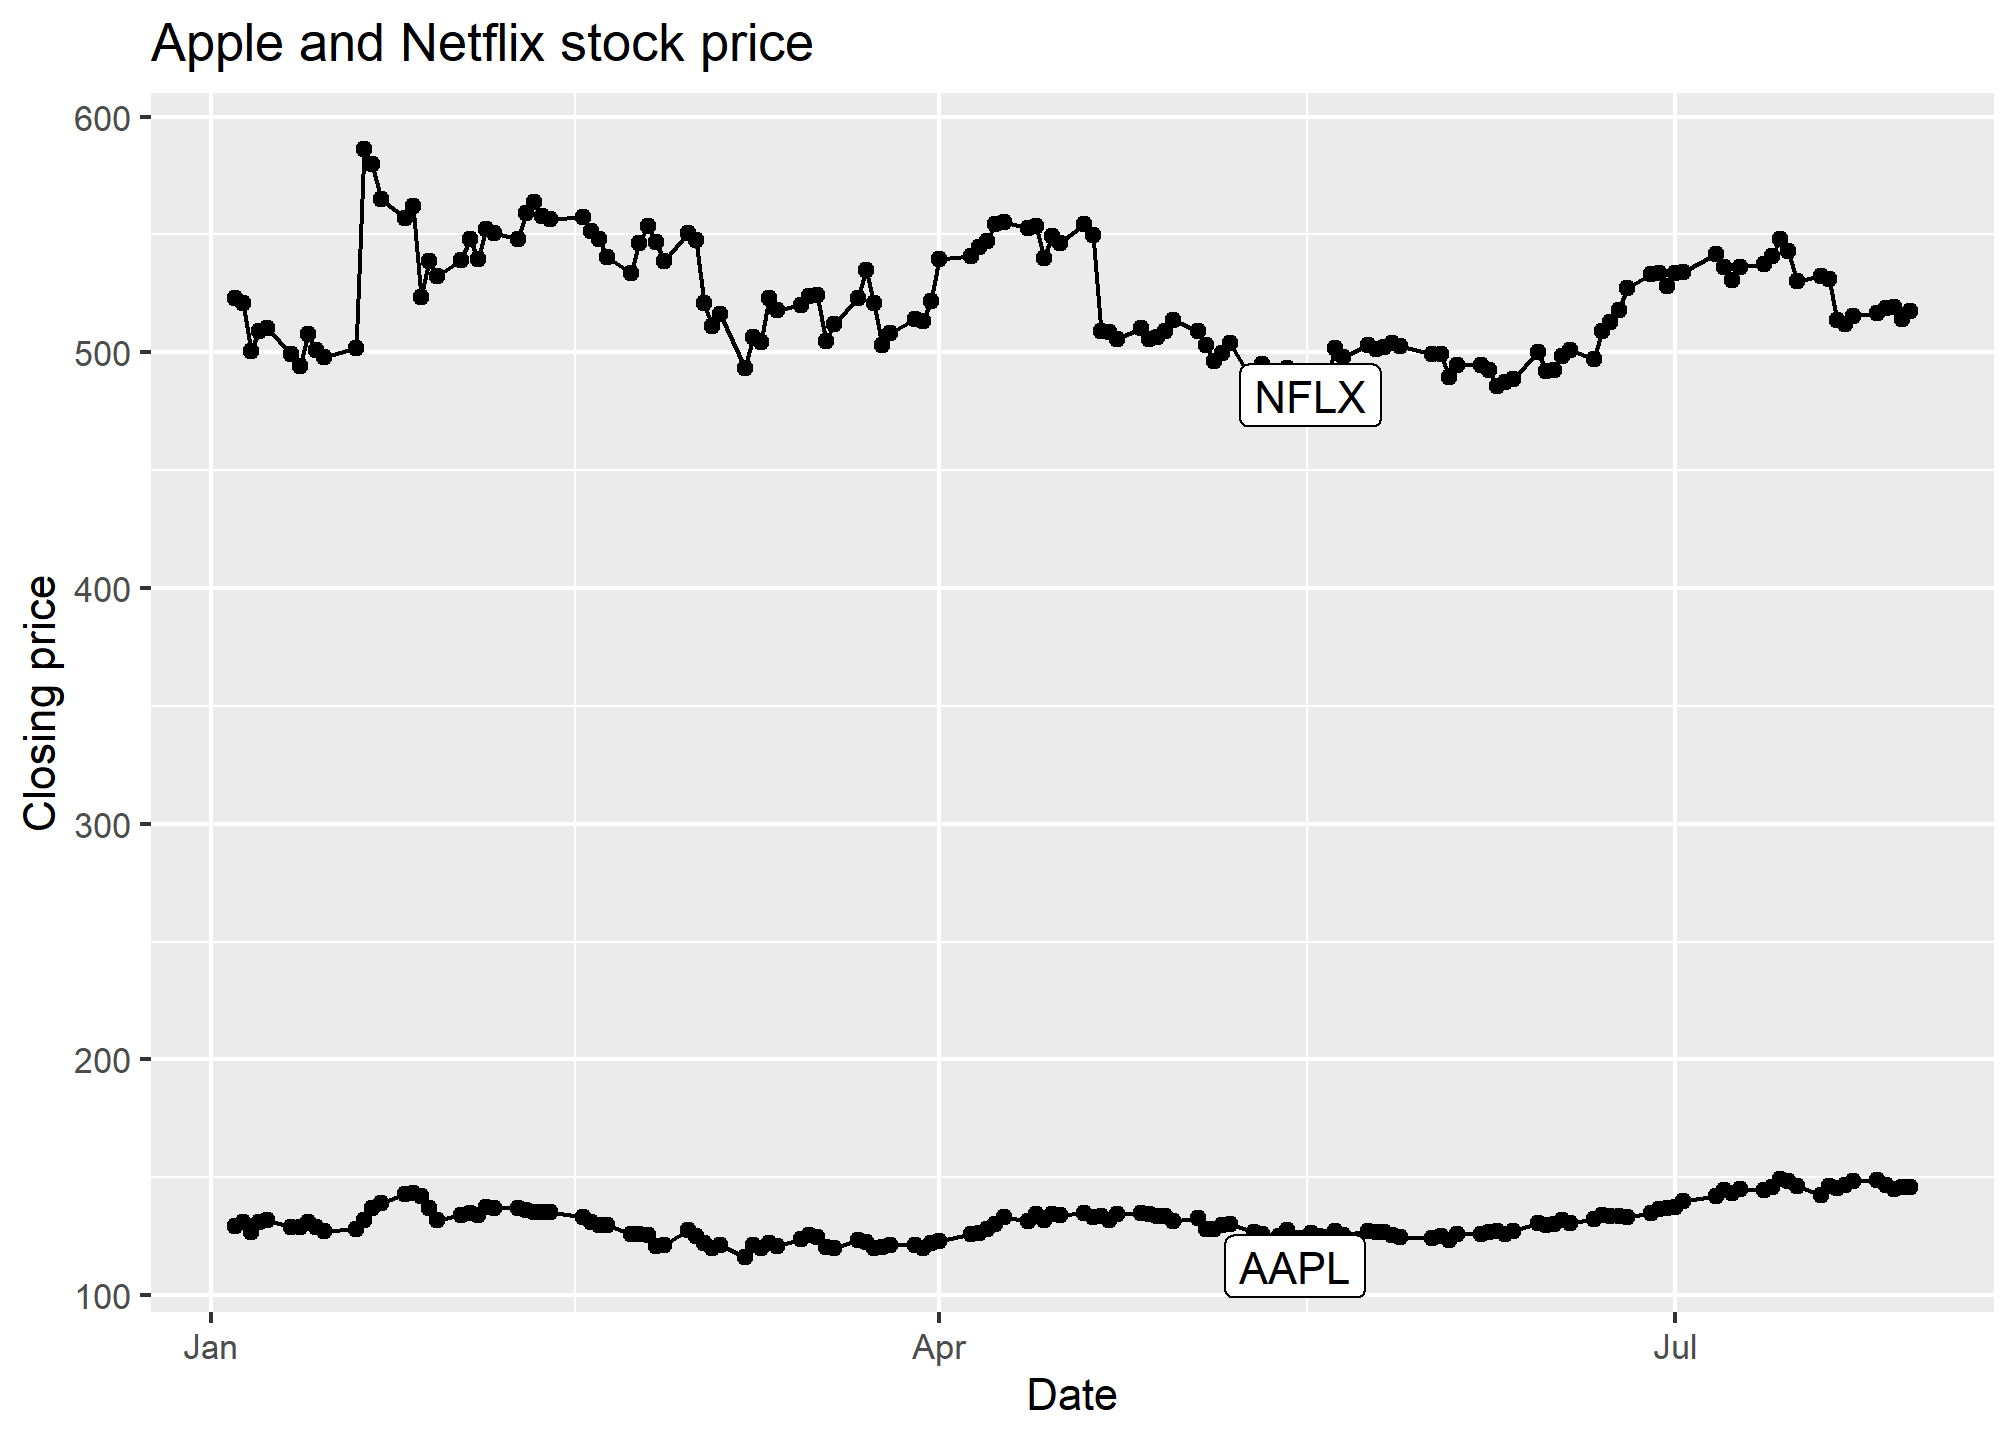 Apple and Netflix stock price
600
500
400
300
200
100
Closing price
NFLX
AAPL
Jan
Apr
Jul
Date